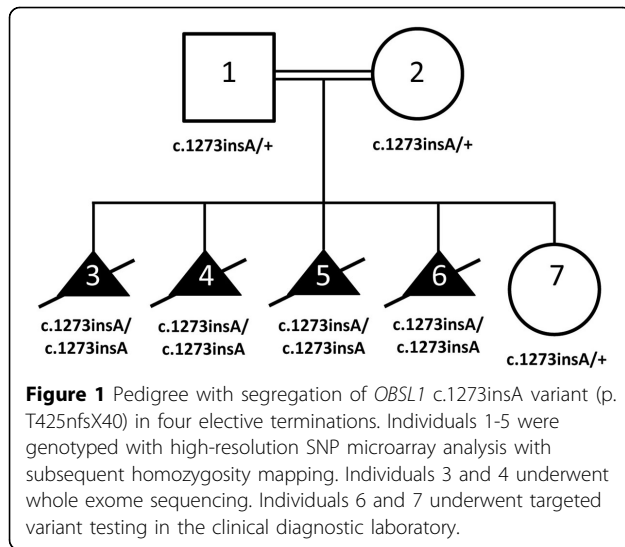 1
2
c.1273insA/+
c.1273insA/+
3
4
5
6
7
c.1273insA/
c.1273insA
c.1273insA/
c.1273insA
c.1273insA/
c.1273insA
c.1273insA/
c.1273insA
c.1273insA/+
Figure 1 Pedigree with segregation of OBSL1 c.1273insA variant (p.
T425nfsX40) in four elective terminations. Individuals 1-5 were
genotyped with high-resolution SNP microarray analysis with
subsequent homozygosity mapping. Individuals 3 and 4 underwent
whole exome sequencing. Individuals 6 and 7 underwent targeted
variant testing in the clinical diagnostic laboratory.